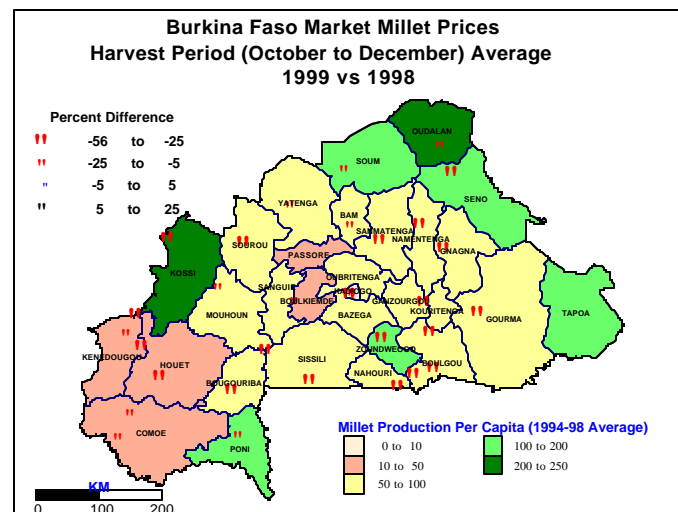 Burkina Faso Market Millet Prices
Harvest Period (October to December) Average
1999 vs 1998
Percent Difference
" -56 to -25
" -25 to -5
" -5 to 5
" 5 to 25
OUDALAN
SOUM
SENO
YATENGA
BAM
SANMATENGA
NAMENTENGA
SOUROU
GNAGNA
PASSORE
KOSSI
OUBRITENGA
SANGUIE
KADIOGO
BOULKIEMDE
GANZOURGOU
KOURITENGA
MOUHOUN
BAZEGA
GOURMA
TAPOA
KENEDOUGOU
ZOUNDWEOGO
HOUET
SISSILI
BOULGOU
NAHOURI
BOUGOURIBA
COMOE
PONI
Millet Production Per Capita (1994-98 Average)
0 to 10
10 to 50
50 to 100
100 to 200
200 to 250
KM
0 100 200